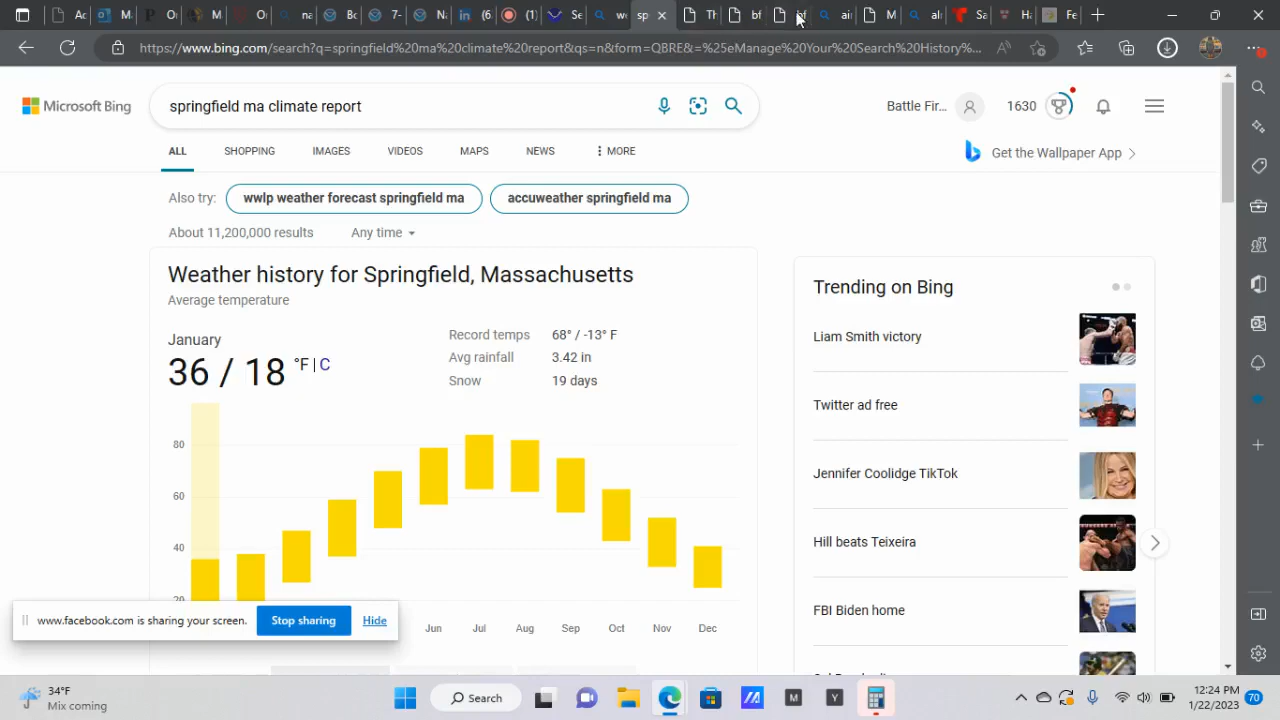 https://www.bing.com/search?q=springfield%20ma%20climate%20report&qs=n&form=QBRE&=%25eManage%20Your%20Search%20History%...
Microsoft Bing
springfield ma climate report
Battle Fir...
1630
ALL
SHOPPING
IMAGES
VIDEOS
MAPS
NEWS
MORE
Get the Wallpaper App
Also try:
wwlp weather forecast springfield ma
accuweather springfield ma
About 11,200,000 results
Any time
Weather history for Springfield, Massachusetts
Average temperature
January
36 / 18 °F | C
Record temps 68° / -13° F
Avg rainfall 3.42 in
Snow 19 days
80
60
40
20
Jun Jul Aug Sep Oct Nov Dec
Trending on Bing
Liam Smith victory
Twitter ad free
Jennifer Coolidge TikTok
Hill beats Teixeira
FBI Biden home
www.facebook.com is sharing your screen.
Stop sharing
Hide
34°F
Mix coming
Search
M
Y
12:24 PM
1/22/2023
70